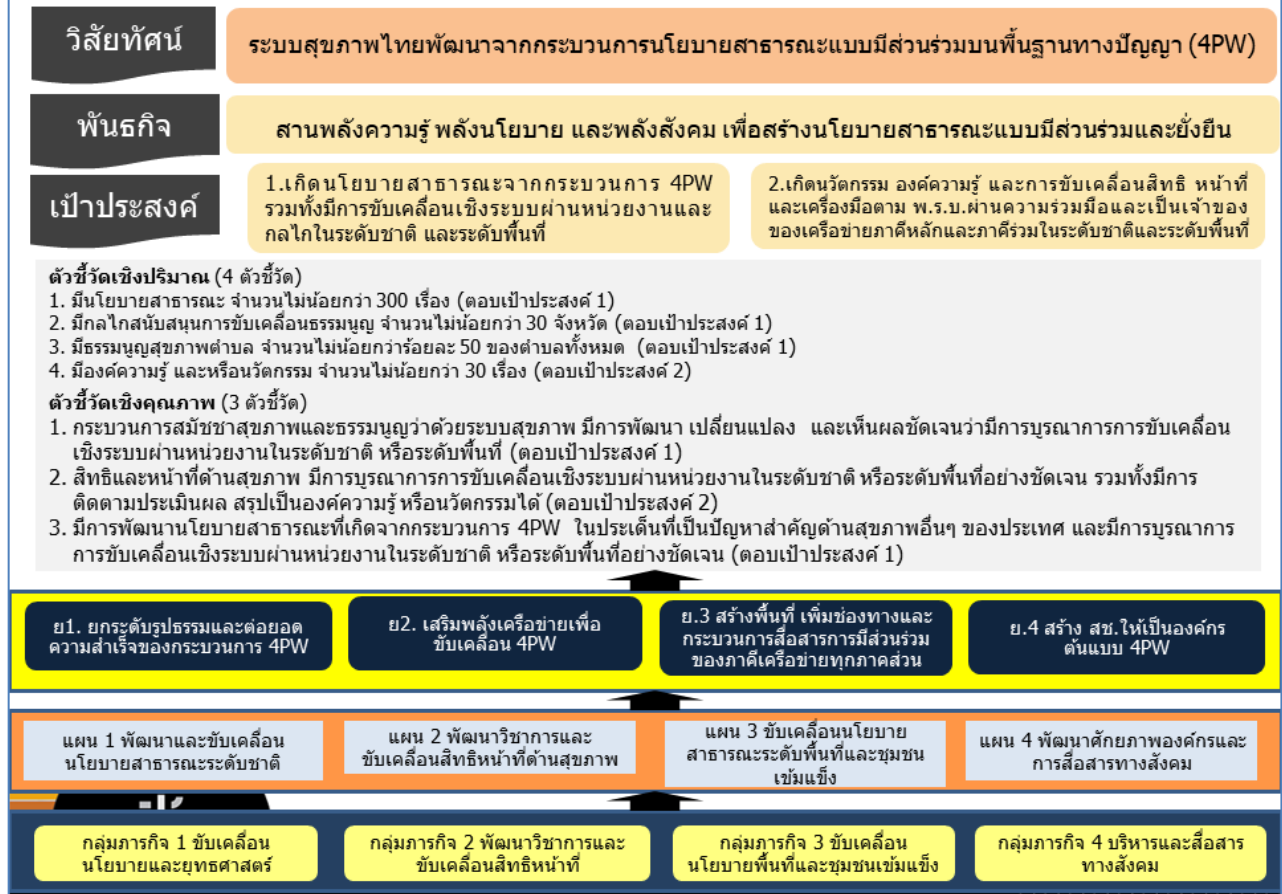 วิสัยทัศน์
ระบบสุขภาพไทยพัฒนาจากกระบวนการนโยบายสาธารณะแบบมีส่วนร่วมบนพื้นฐานทางปัญญา (4PW)
พันธกิจ
สานพลังความรู้ พลังนโยบาย และพลังสังคม เพื่อสร้างนโยบายสาธารณะแบบมีส่วนร่วมและยั่งยืน
เป้าประสงค์
1.เกิดนโยบายสาธารณะจากกระบวนการ 4PW
รวมทั้งมีการขับเคลื่อนเชิงระบบผ่านหน่วยงานและ
กลไกในระดับชาติ และระดับพื้นที่
2.เกิดนวัตกรรม องค์ความรู้ และการขับเคลื่อนสิทธิ หน้าที่
และเครื่องมือตาม พ.ร.บ.ผ่านความร่วมมือและเป็นเจ้าของ
ของเครือข่ายภาคีหลักและภาคีร่วมในระดับชาติและระดับพื้นที่
ตัวชี้วัดเชิงปริมาณ (4 ตัวชี้วัด)
1. มีนโยบายสาธารณะ จำนวนไม่น้อยกว่า 300 เรื่อง (ตอบเป้าประสงค์ 1)
2. มีกลไกสนับสนุนการขับเคลื่อนธรรมนูญ จำนวนไม่น้อยกว่า 30 จังหวัด (ตอบเป้าประสงค์ 1)
3. มีธรรมนูญสุขภาพตำบล จำนวนไม่น้อยกว่าร้อยละ 50 ของตำบลทั้งหมด (ตอบเป้าประสงค์ 1)
4. มีองค์ความรู้ และหรือนวัตกรรม จำนวนไม่น้อยกว่า 30 เรื่อง (ตอบเป้าประสงค์ 2)
ตัวชี้วัดเชิงคุณภาพ (3 ตัวชี้วัด)
1. กระบวนการสมัชชาสุขภาพและธรรมนูญว่าด้วยระบบสุขภาพ มีการพัฒนา เปลี่ยนแปลง และเห็นผลชัดเจนว่ามีการบูรณาการการขับเคลื่อน
เชิงระบบผ่านหน่วยงานในระดับชาติ หรือระดับพื้นที่ (ตอบเป้าประสงค์ 1)
2. สิทธิและหน้าที่ด้านสุขภาพ มีการบูรณาการการขับเคลื่อนเชิงระบบผ่านหน่วยงานในระดับชาติ หรือระดับพื้นที่อย่างชัดเจน รวมทั้งมีการ
ติดตามประเมินผล สรุปเป็นองค์ความรู้ หรือนวัตกรรมได้ (ตอบเป้าประสงค์ 2)
3. มีการพัฒนานโยบายสาธารณะที่เกิดจากกระบวนการ 4PW ในประเด็นที่เป็นปัญหาสำคัญด้านสุขภาพอื่นๆ ของประเทศ และมีการบูรณาการ
การขับเคลื่อนเชิงระบบผ่านหน่วยงานในระดับชาติ หรือระดับพื้นที่อย่างชัดเจน (ตอบเป้าประสงค์ 1)
ย1. ยกระดับรูปธรรมและต่อยอด
ความสำเร็จของกระบวนการ 4PW
ย2. เสริมพลังเครือข่ายเพื่อ
ขับเคลื่อน 4PW
ย.3 สร้างพื้นที่ เพิ่มช่องทางและ
กระบวนการสื่อสารการมีส่วนร่วม
ของภาคีเครือข่ายทุกภาคส่วน
ย.4 สร้าง สช.ให้เป็นองค์กร
ต้นแบบ 4PW
แผน 1 พัฒนาและขับเคลื่อน
นโยบายสาธารณะระดับชาติ
แผน 2 พัฒนาวิชาการและ
ขับเคลื่อนสิทธิหน้าที่ด้านสุขภาพ
แผน 3 ขับเคลื่อนนโยบาย
สาธารณะระดับพื้นที่และชุมชน
เข้มแข็ง
แผน 4 พัฒนาศักยภาพองค์กรและ
การสื่อสารทางสังคม
กลุ่มภารกิจ 1 ขับเคลื่อน
นโยบายและยุทธศาสตร์
กลุ่มภารกิจ 2 พัฒนาวิชาการและ
ขับเคลื่อนสิทธิหน้าที่
กลุ่มภารกิจ 3 ขับเคลื่อน
นโยบายพื้นที่และชุมชนเข้มแข็ง
กลุ่มภารกิจ 4 บริหารและสื่อสาร
ทางสังคม